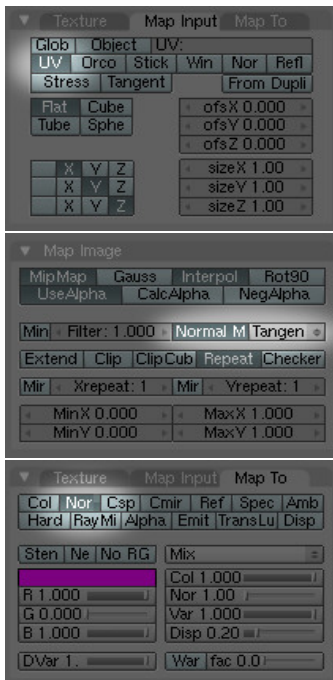 Texture Map Input Map To
Glob Object UV:
UV Orco Stick Win Nor Refl
Stress Tangent From Dupli
Flat Cube ofsX 0.000
Tube Sphe ofsY 0.000
ofsZ 0.000
X Y Z sizeX 1.00
X Y Z sizeY 1.00
X Y Z sizeZ 1.00
Map Image
MipMap Gauss Interpol Rot90
UseAlpha CalcAlpha NegAlpha
Min Filter: 1.000 Normal M Tangen
Extend Clip ClipCub Repeat Checker
Mir Xrepeat: 1 Mir Yrepeat: 1
MinX 0.000 MaxX 1.000
MinY 0.000 MaxY 1.000
Texture Map Input Map To
Col Nor Csp Cmir Ref Spec Amb
Hard RayMi Alpha Emit TransLu Disp
Sten Ne No RG Mix
Col 1.000
R 1.000 Nor 1.00
G 0.000 Var 1.000
B 1.000 Disp 0.20
DVar 1. War fac 0.0